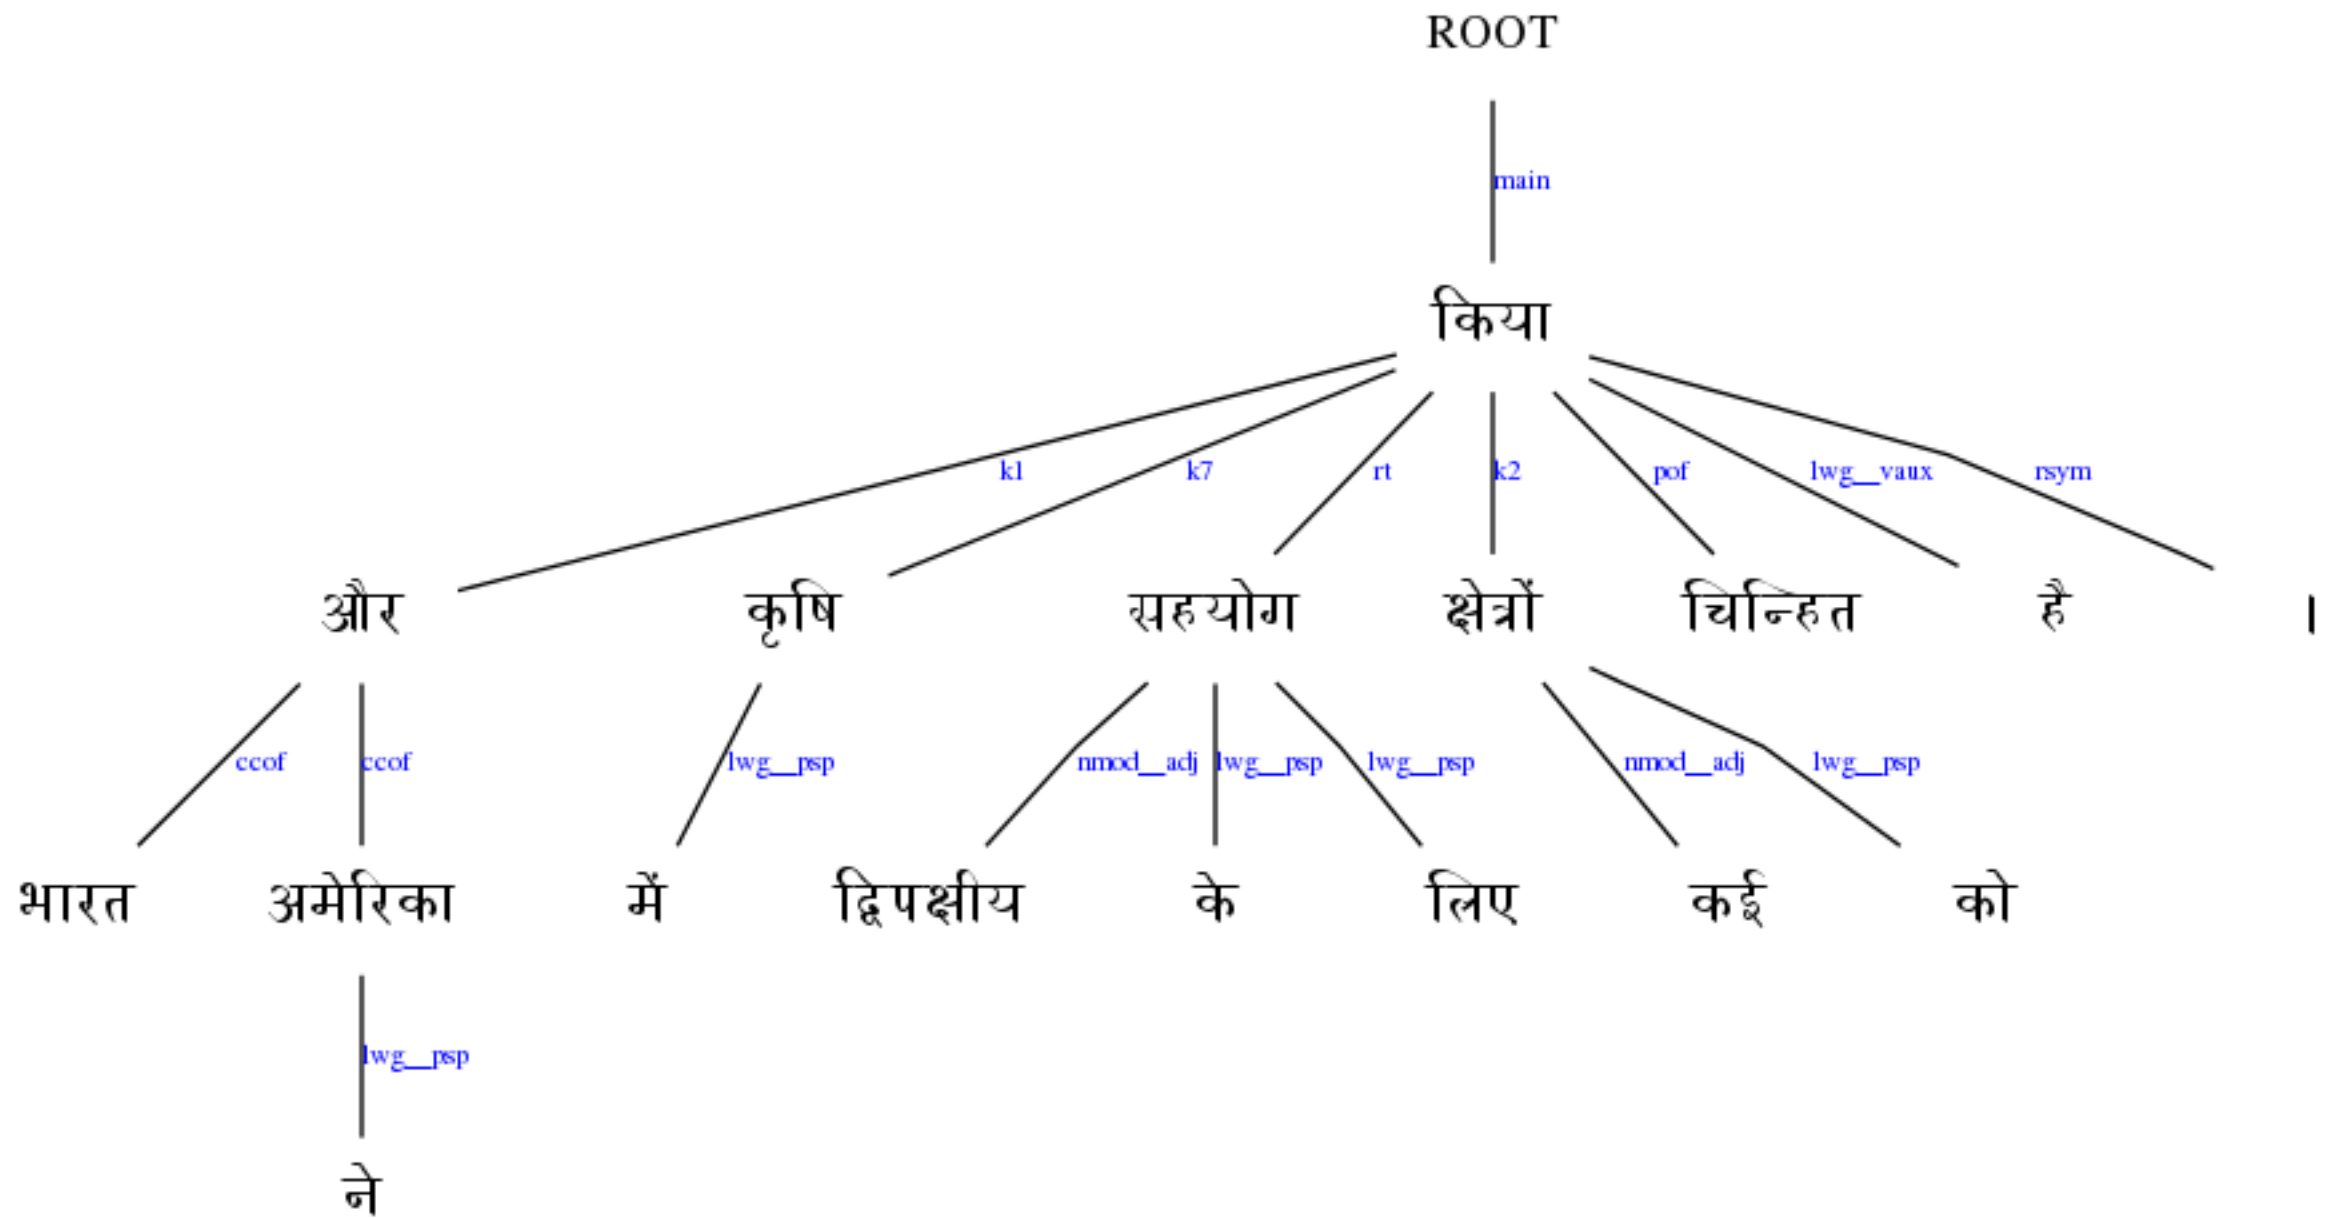 ROOT
main
किया
k1 k7 rt k2 pof lwg__vaux rsym
और कृषि सहयोग क्षेत्रों चिन्हित है ।
ccof ccof lwg__psp nmod__adj lwg__psp lwg__psp nmod__adj lwg__psp
भारत अमेरिका में द्विपक्षीय के लिए कई को
lwg__psp
ने